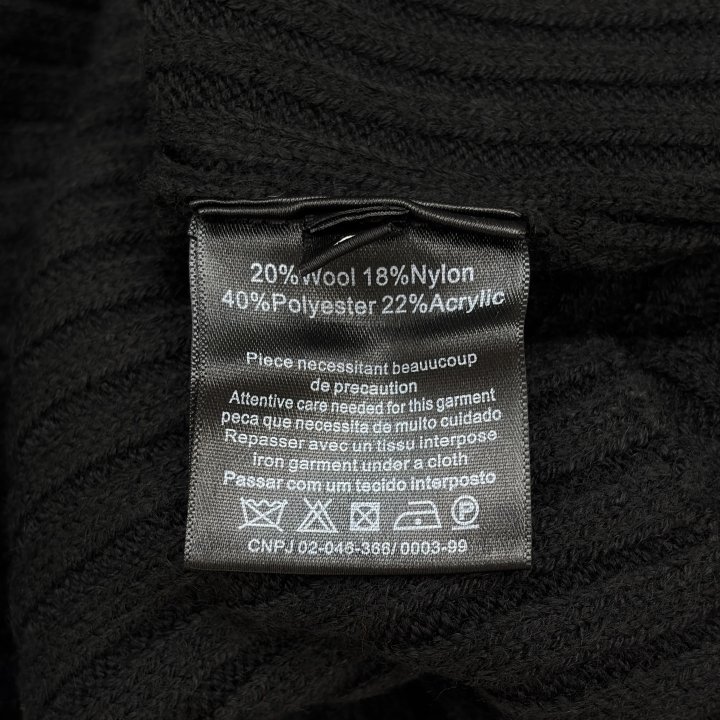 20%Wool 18%Nylon
40%Polyester 22%Acrylic
Piece necessitant beauucoup
de precaution
Attentive care needed for this garment
peca que necessita de muito cuidado
Repasser avec un tissu interpose
iron garment under a cloth
Passar com um tecido interposto
P
CNPJ 02-046-366/ 0003-99